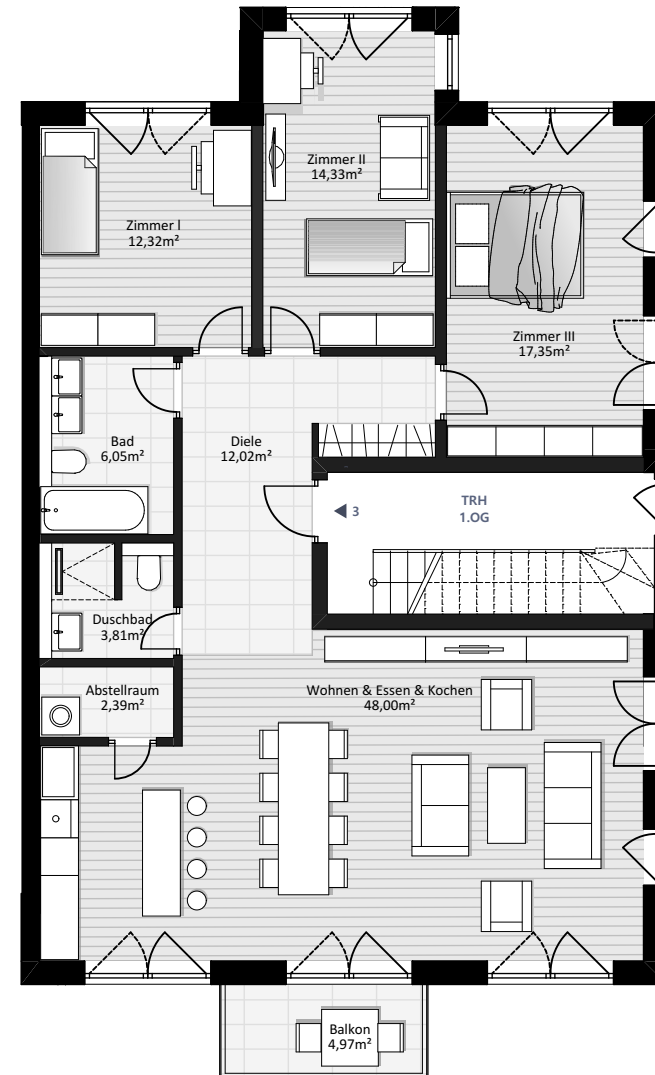 Zimmer II
14,33m²
Zimmer I
12,32m²
Zimmer III
17,35m²
Bad
6,05m²
Diele
12,02m²
3
TRH
1.OG
Duschbad
3,81m²
Abstellraum
2,39m²
Wohnen & Essen & Kochen
48,00m²
Balkon
4,97m²